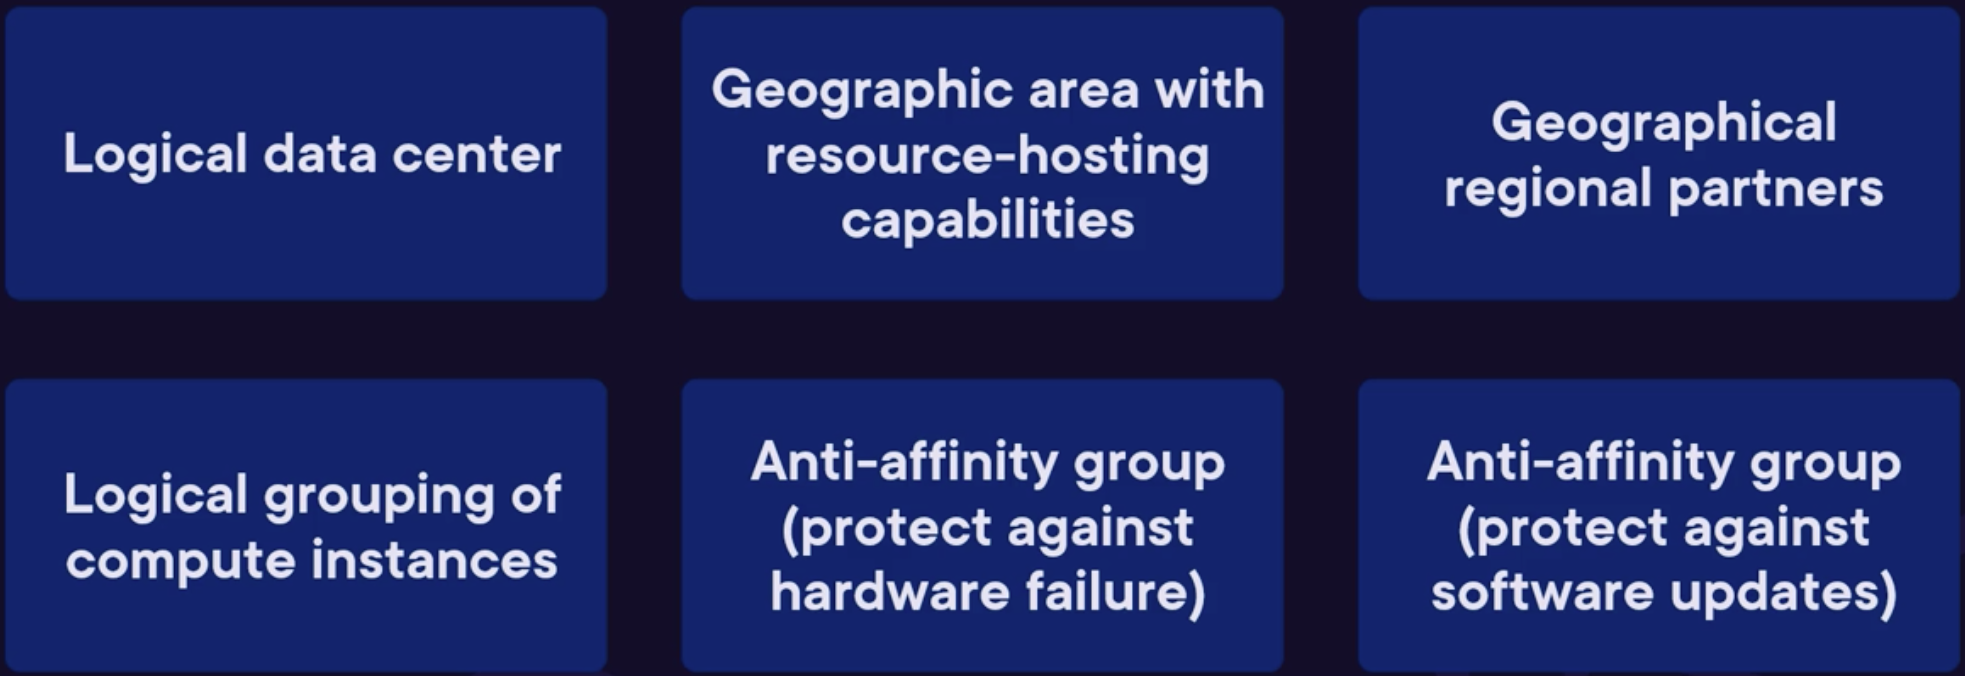 Logical data center
Geographic area with
resource-hosting
capabilities
Geographical
regional partners
Logical grouping of
compute instances
Anti-affinity group
(protect against
hardware failure)
Anti-affinity group
(protect against
software updates)